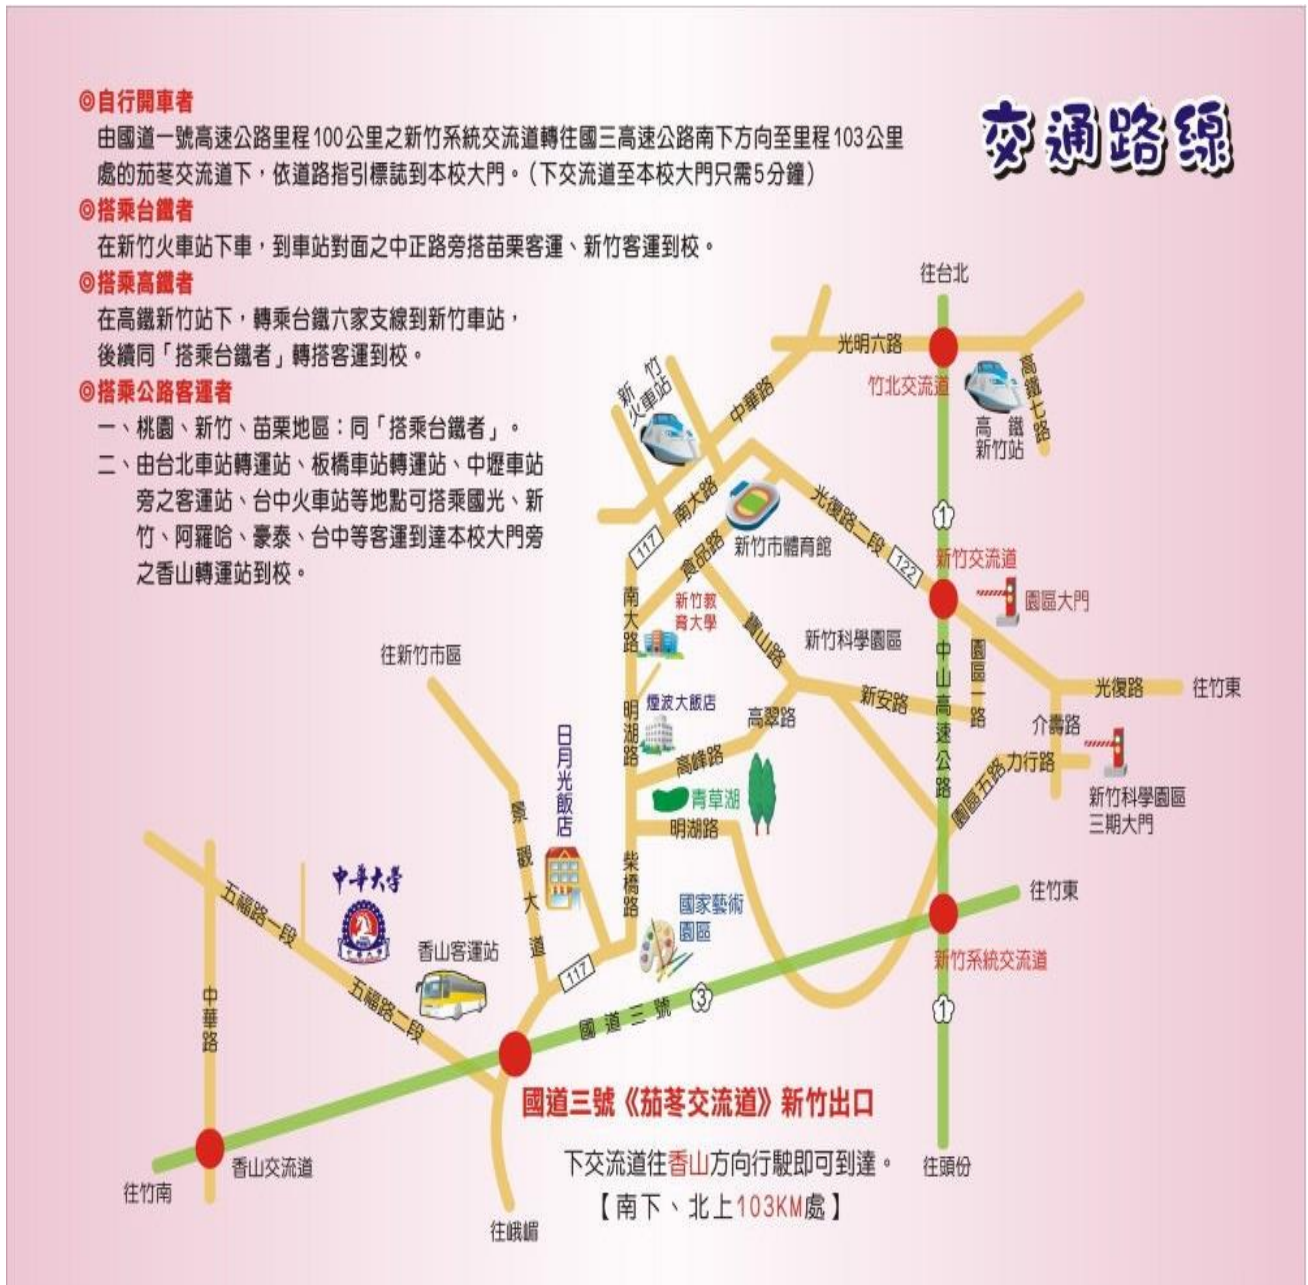 交通路線
◎自行開車者
由國道一號高速公路里程100公里之新竹系統交流道轉往國三高速公路南下方向至里程103公里
處的茄苳交流道下，依道路指引標誌到本校大門。(下交流道至本校大門只需5分鐘)
◎搭乘台鐵者
在新竹火車站下車，到車站對面之中正路旁搭苗栗客運、新竹客運到校。
◎搭乘高鐵者
在高鐵新竹站下，轉乘台鐵六家支線到新竹車站，
後續同「搭乘台鐵者」轉搭客運到校。
◎搭乘公路客運者
一、桃園、新竹、苗栗地區：同「搭乘台鐵者」。
二、由台北車站轉運站、板橋車站轉運站、中壢車站
旁之客運站、台中火車站等地點可搭乘國光、新
竹、阿羅哈、豪泰、台中等客運到達本校大門旁
之香山轉運站到校。
往台北
光明六路
竹北交流道
高鐵七路
高鐵
新竹站
新竹
火車站
中華路
南大路
117
食品路
新竹市體育館
光復路二段
122
1
新竹交流道
園區大門
南大路
新竹教
育大學
寶山路
新竹科學園區
中山高速公路
園區一路
往新竹市區
光復路
往竹東
煙波大飯店
明湖路
高翠路
新安路
介壽路
日月光飯店
高峰路
力行路
園區五路
青草湖
新竹科學園區
三期大門
明湖路
景觀大道
柴橋路
中華大學
五福路一段
國家藝術
園區
往竹東
香山客運站
新竹系統交流道
117
五福路二段
中華路
國道三號
3
1
國道三號《茄苳交流道》新竹出口
香山交流道
下交流道往香山方向行駛即可到達。
往頭份
往竹南
【南下、北上103KM處】
往峨嵋